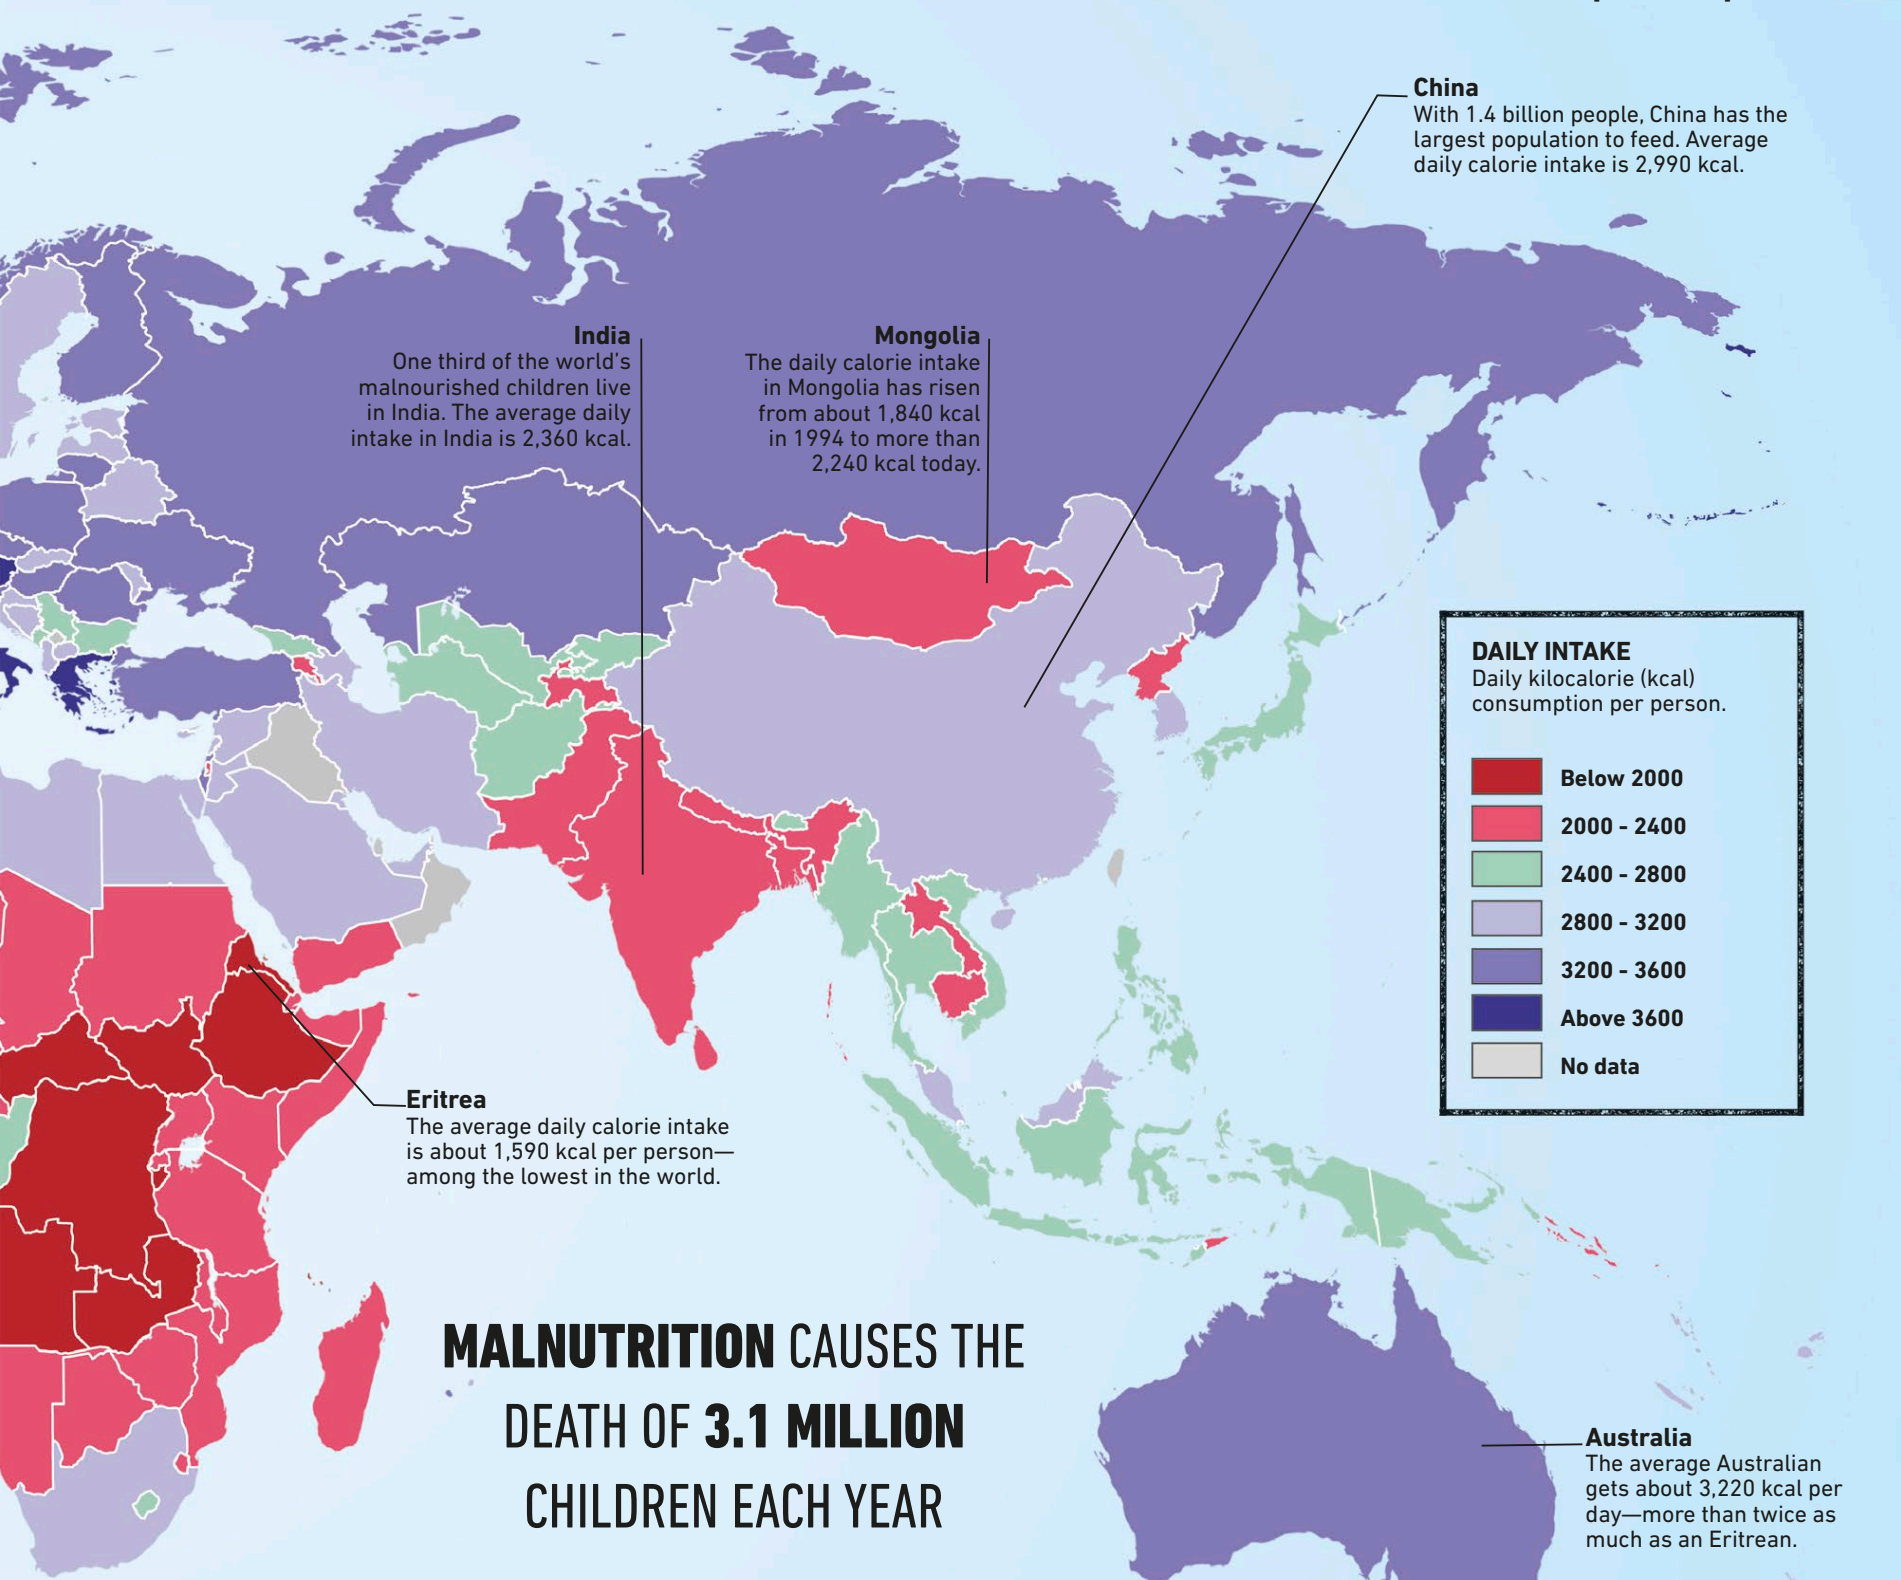 China
With 1.4 billion people, China has the
largest population to feed. Average
daily calorie intake is 2,990 kcal.
India
One third of the world's
malnourished children live
in India. The average daily
intake in India is 2,360 kcal.
Mongolia
The daily calorie intake
in Mongolia has risen
from about 1,840 kcal
in 1994 to more than
2,240 kcal today.
DAILY INTAKE
Daily kilocalorie (kcal)
consumption per person.
Below 2000
2000 - 2400
2400 - 2800
2800 - 3200
3200 - 3600
Above 3600
No data
Eritrea
The average daily calorie intake
is about 1,590 kcal per person—
among the lowest in the world.
MALNUTRITION CAUSES THE
DEATH OF 3.1 MILLION
CHILDREN EACH YEAR
Australia
The average Australian
gets about 3,220 kcal per
day—more than twice as
much as an Eritrean.